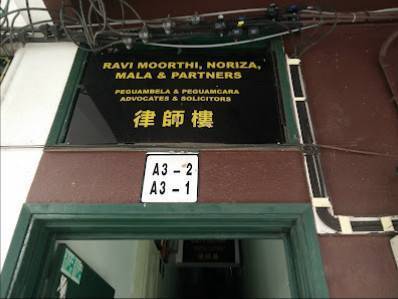 RAVI MOORTHI, NORIZA,
MALA & PARTNERS
PEGUAMBELA & PEGUAMCARA
ADVOCATES & SOLICITORS
律師樓
A3 - 2
A3 - 1